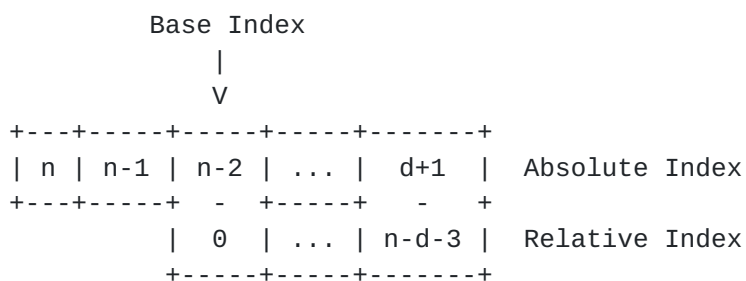 Base Index
             |
             V
+---+-----+-----+-----+-------+
| n | n-1 | n-2 | ... |  d+1  |  Absolute Index
+---+-----+  -  +-----+   -   +
          |  0  | ... | n-d-3 |  Relative Index
          +-----+-----+-------+